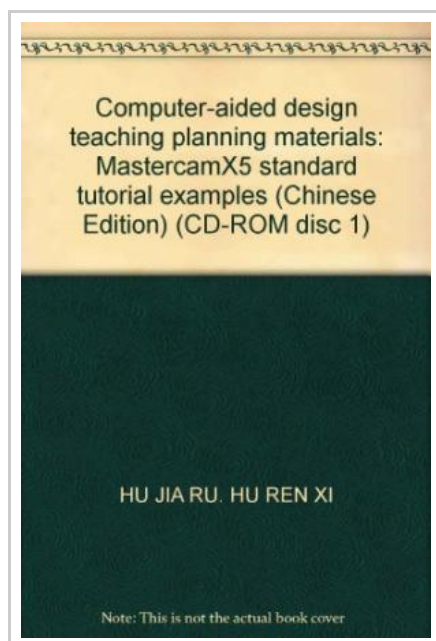 Computer-aided design
teaching planning materials:
MastercamX5 standard
tutorial examples (Chinese
Edition) (CD-ROM disc 1)
HU JIA RU. HU REN XI
Note: This is not the actual book cover